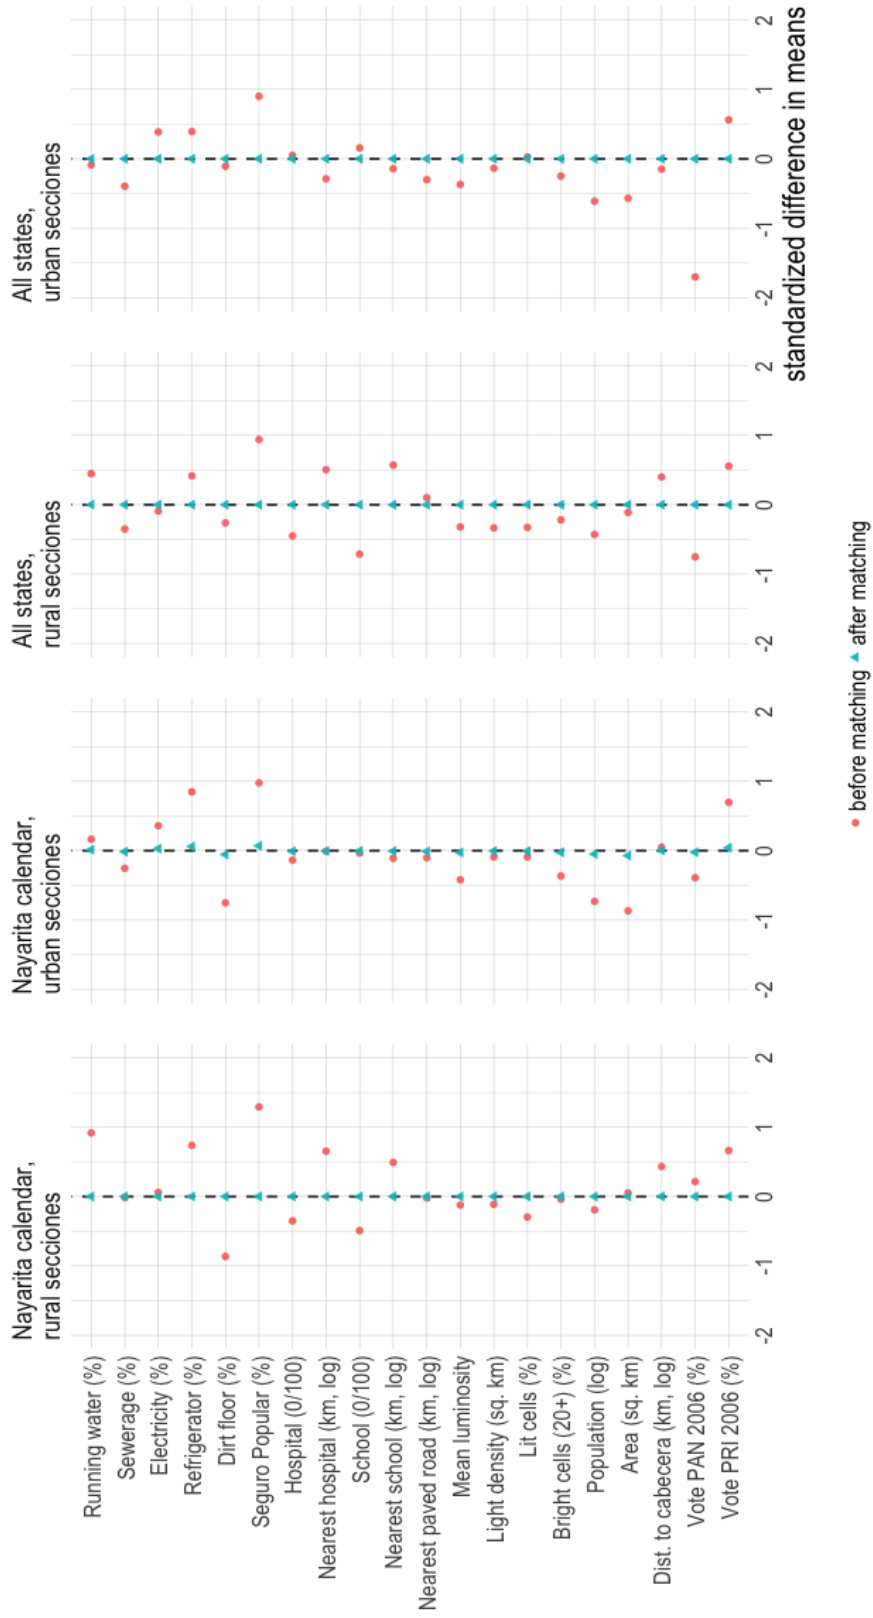 Nayarita calendar,
rural secciones
Nayarita calendar,
urban secciones
All states,
rural secciones
All states,
urban secciones
Running water (%)
Sewerage (%)
Electricity (%)
Refrigerator (%)
Dirt floor (%)
Seguro Popular (%)
Hospital (0/100)
Nearest hospital (km, log)
School (0/100)
Nearest school (km, log)
Nearest paved road (km, log)
Mean luminosity
Light density (sq. km)
Lit cells (%)
Bright cells (20+) (%)
Population (log)
Area (sq. km)
Dist. to cabecera (km, log)
Vote PAN 2006 (%)
Vote PRI 2006 (%)
-2 -1 0 1 2 -2 -1 0 1 2 -2 -1 0 1 2 -2 -1 0 1 2
standardized difference in means
before matching after matching